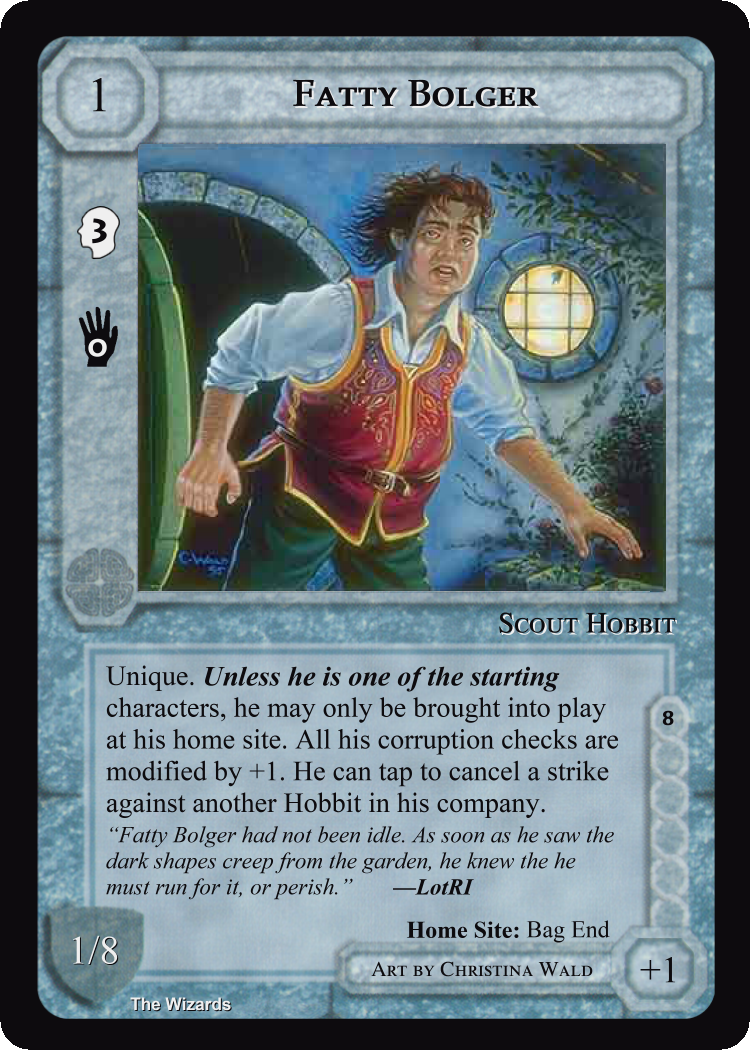 1
Fatty Bolger
3
0
C. Wald
95
Scout Hobbit
Unique. Unless he is one of the starting
characters, he may only be brought into play
at his home site. All his corruption checks are
modified by +1. He can tap to cancel a strike
against another Hobbit in his company.
“Fatty Bolger had not been idle. As soon as he saw the
dark shapes creep from the garden, he knew the he
must run for it, or perish.” —LotRI
8
Home Site: Bag End
1/8
Art by Christina Wald
+1
The Wizards